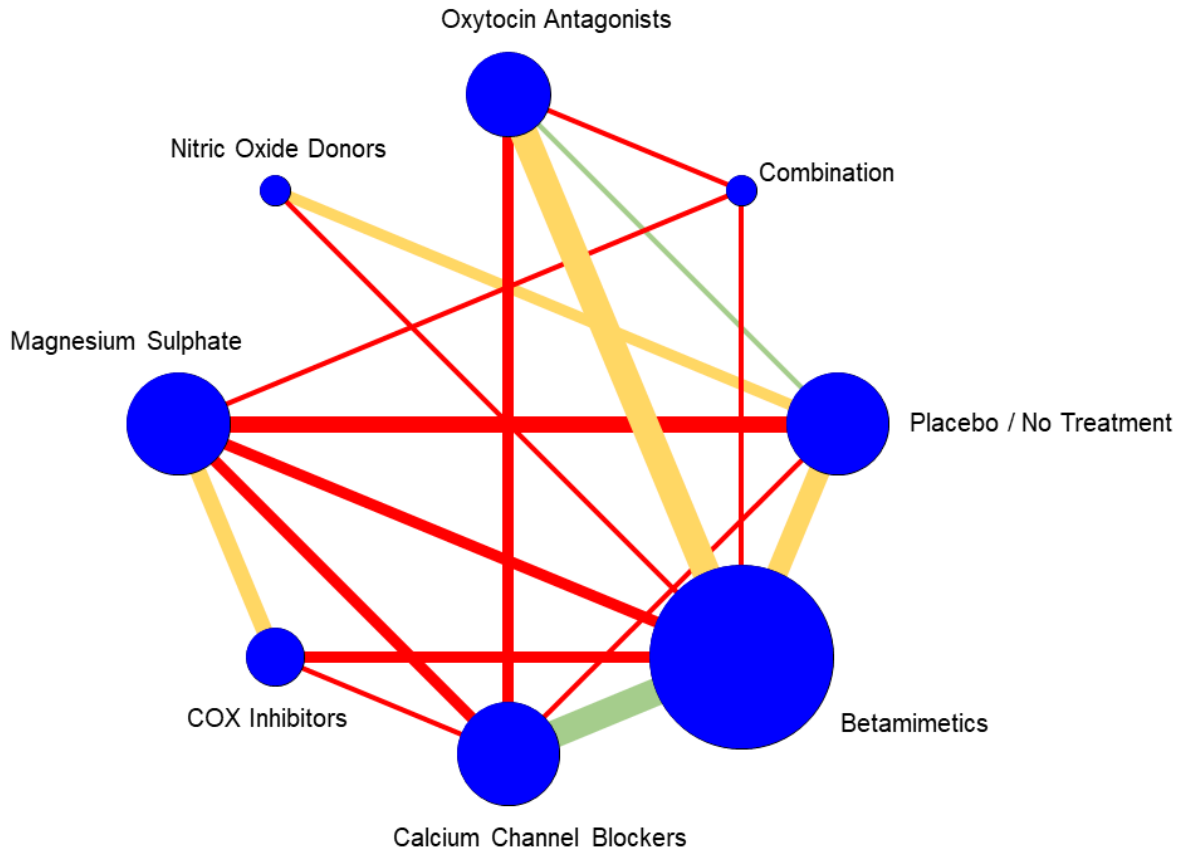 Oxytocin Antagonists
Nitric Oxide Donors
Combination
Magnesium Sulphate
Placebo / No Treatment
COX Inhibitors
Betamimetics
Calcium Channel Blockers